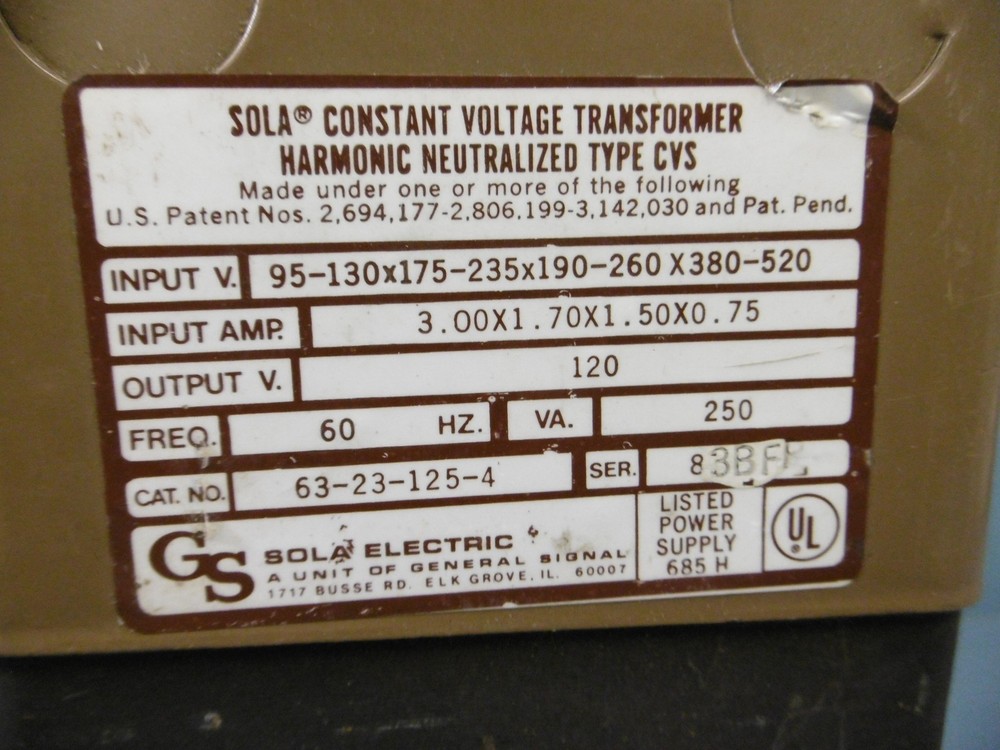 SOLA® CONSTANT VOLTAGE TRANSFORMER
HARMONIC NEUTRALIZED TYPE CVS
Made under one or more of the following
U.S. Patent Nos. 2,694,177-2,806,199-3,142,030 and Pat. Pend.
INPUT V. 95-130x175-235x190-260 X380-520
INPUT AMP. 3.00X1.70X1.50X0.75
OUTPUT V. 120
FREQ. 60 HZ. VA. 250
CAT. NO. 63-23-125-4 SER.
GS SOLA ELECTRIC
A UNIT OF GENERAL SIGNAL
1717 BUSSE RD. ELK GROVE, IL. 60007
LISTED
POWER
SUPPLY
685 H
UL